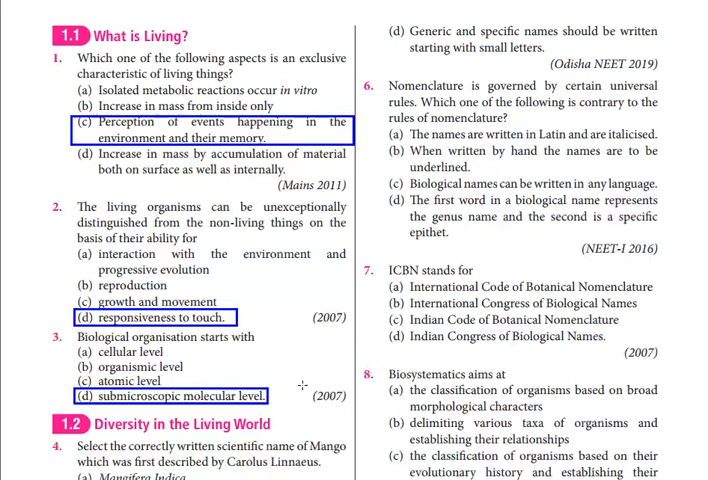 1.1 What is Living?
1. Which one of the following aspects is an exclusive
characteristic of living things?
(a) Isolated metabolic reactions occur in vitro
(b) Increase in mass from inside only
(c) Perception of events happening in the
environment and their memory.
(d) Increase in mass by accumulation of material
both on surface as well as internally.
(Mains 2011)
2. The living organisms can be unexceptionally
distinguished from the non-living things on the
basis of their ability for
(a) interaction with the environment and
progressive evolution
(b) reproduction
(c) growth and movement
(d) responsiveness to touch. (2007)
3. Biological organisation starts with
(a) cellular level
(b) organismic level
(c) atomic level
(d) submicroscopic molecular level. (2007)
1.2 Diversity in the Living World
4. Select the correctly written scientific name of Mango
which was first described by Carolus Linnaeus.
(a) Mangifera Indica
(d) Generic and specific names should be written
starting with small letters.
(Odisha NEET 2019)
6. Nomenclature is governed by certain universal
rules. Which one of the following is contrary to the
rules of nomenclature?
(a) The names are written in Latin and are italicised.
(b) When written by hand the names are to be
underlined.
(c) Biological names can be written in any language.
(d) The first word in a biological name represents
the genus name and the second is a specific
epithet.
(NEET-I 2016)
7. ICBN stands for
(a) International Code of Botanical Nomenclature
(b) International Congress of Biological Names
(c) Indian Code of Botanical Nomenclature
(d) Indian Congress of Biological Names.
(2007)
8. Biosystematics aims at
(a) the classification of organisms based on broad
morphological characters
(b) delimiting various taxa of organisms and
establishing their relationships
(c) the classification of organisms based on their
evolutionary history and establishing their